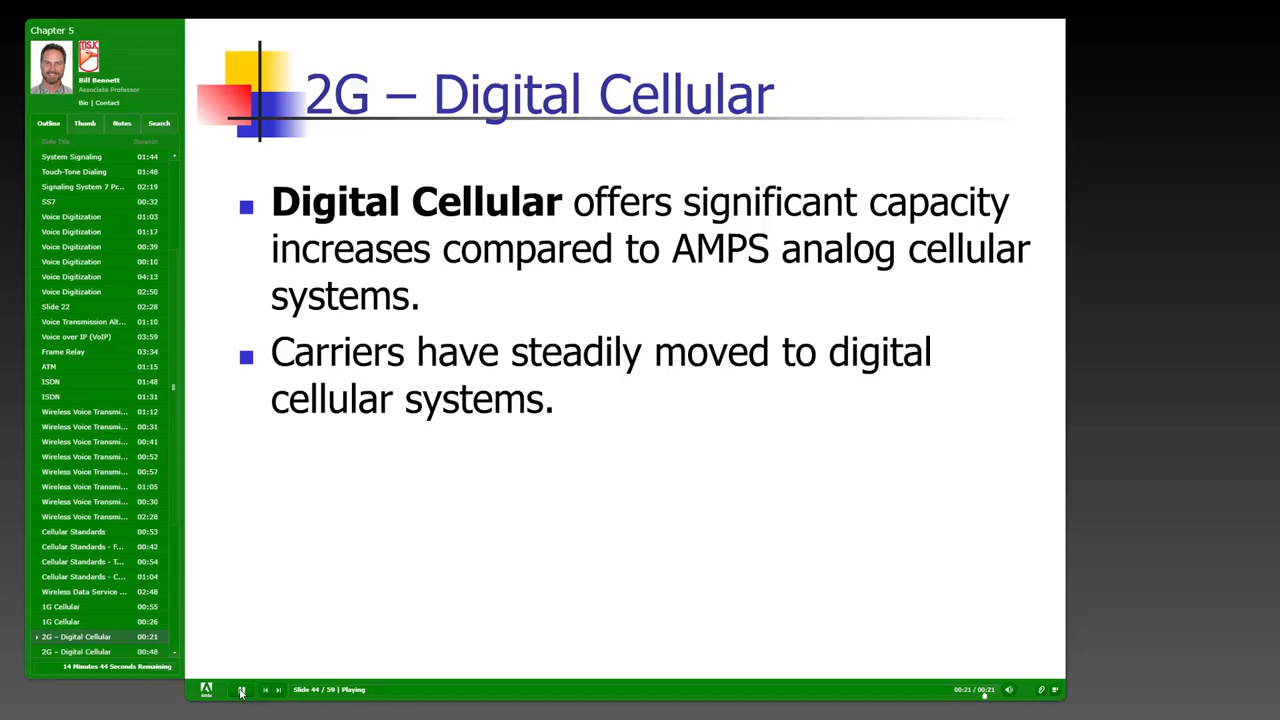 Chapter 5
MSJC
Bill Bennett
Associate Professor
Bio | Contact
Outline Thumb Notes Search
Slide Title Duration
System Signaling 01:44
Touch-Tone Dialing 01:48
Signaling System 7 Pr... 02:19
SS7 00:32
Voice Digitization 01:03
Voice Digitization 01:17
Voice Digitization 00:39
Voice Digitization 00:10
Voice Digitization 04:13
Voice Digitization 02:50
Slide 22 02:28
Voice Transmission Alt... 01:10
Voice over IP (VoIP) 03:59
Frame Relay 03:34
ATM 01:15
ISDN 01:48
ISDN 01:31
Wireless Voice Transmi... 01:12
Wireless Voice Transmi... 00:31
Wireless Voice Transmi... 00:41
Wireless Voice Transmi... 00:52
Wireless Voice Transmi... 00:57
Wireless Voice Transmi... 01:05
Wireless Voice Transmi... 00:30
Wireless Voice Transmi... 02:28
Cellular Standards 00:53
Cellular Standards - F... 00:42
Cellular Standards - T... 00:54
Cellular Standards - C... 01:04
Wireless Data Service ... 02:48
1G Cellular 00:55
1G Cellular 00:26
2G – Digital Cellular 00:21
2G – Digital Cellular 00:48
14 Minutes 44 Seconds Remaining
2G – Digital Cellular
Digital Cellular offers significant capacity
increases compared to AMPS analog cellular
systems.
Carriers have steadily moved to digital
cellular systems.
Slide 44 / 59 | Playing
00:21 / 00:21